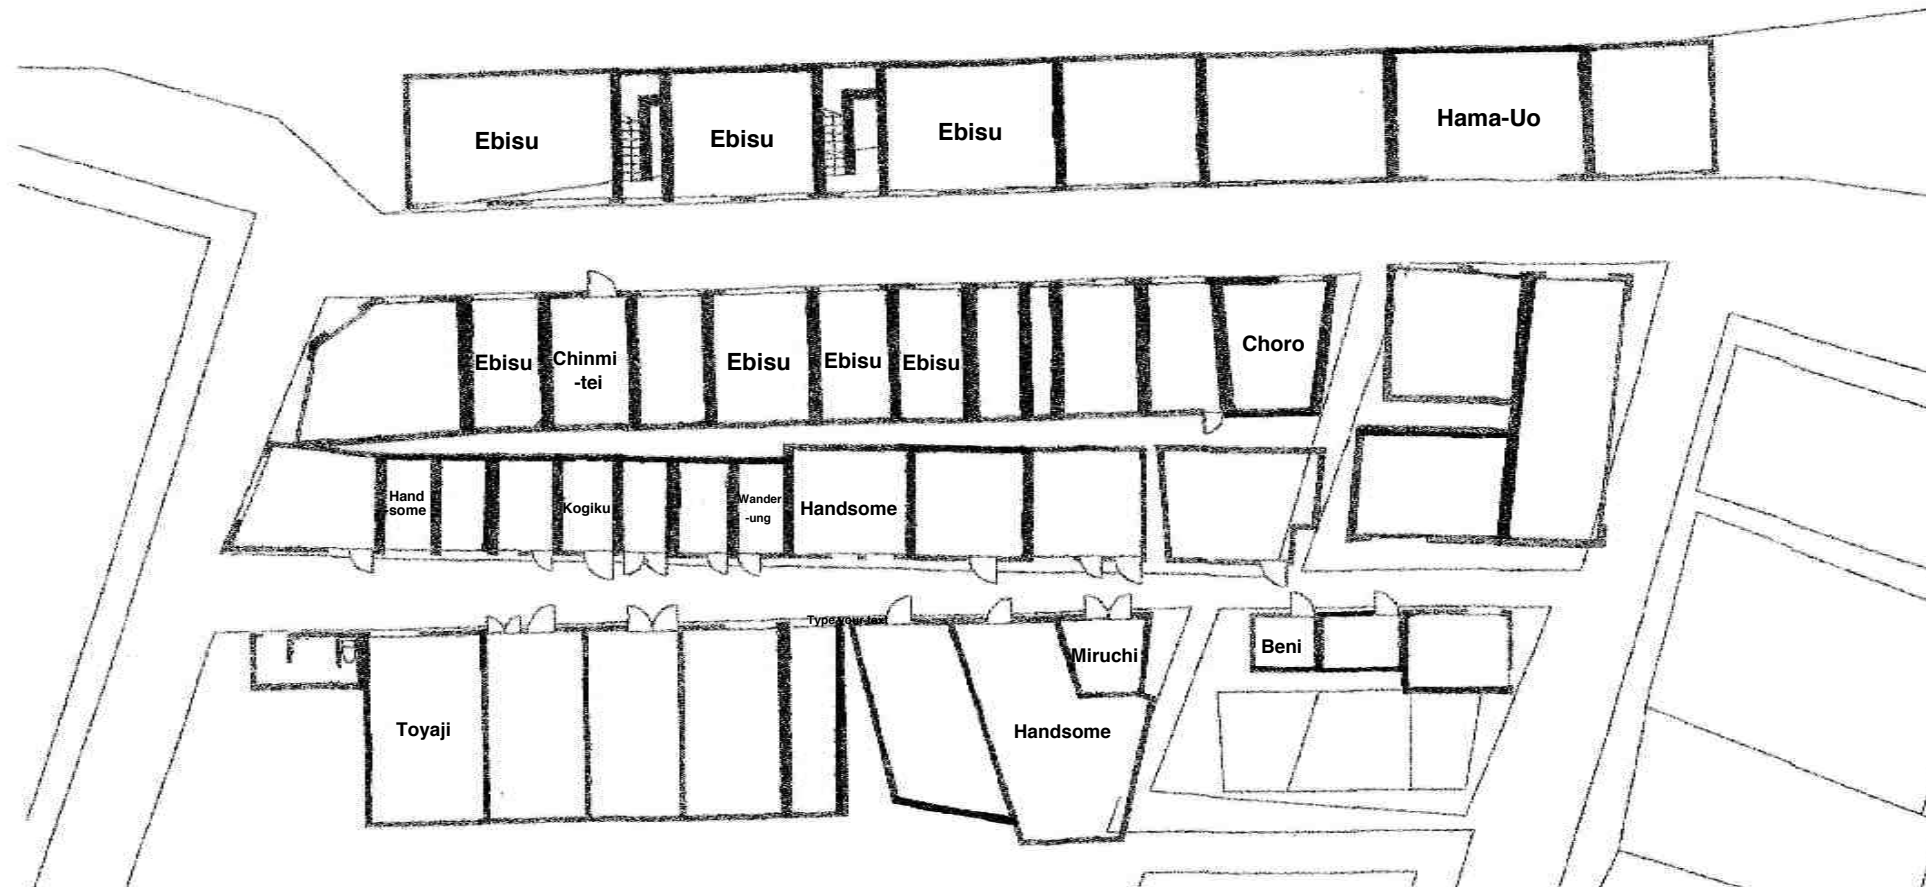 Ebisu
Ebisu
Ebisu
Hama-Uo
Ebisu
Chinmi
-tei
Ebisu
Ebisu
Ebisu
Choro
Hand
-some
Kogiku
Wander
-ung
Handsome
Type your text
Toyaji
Miruchi
Handsome
Beni